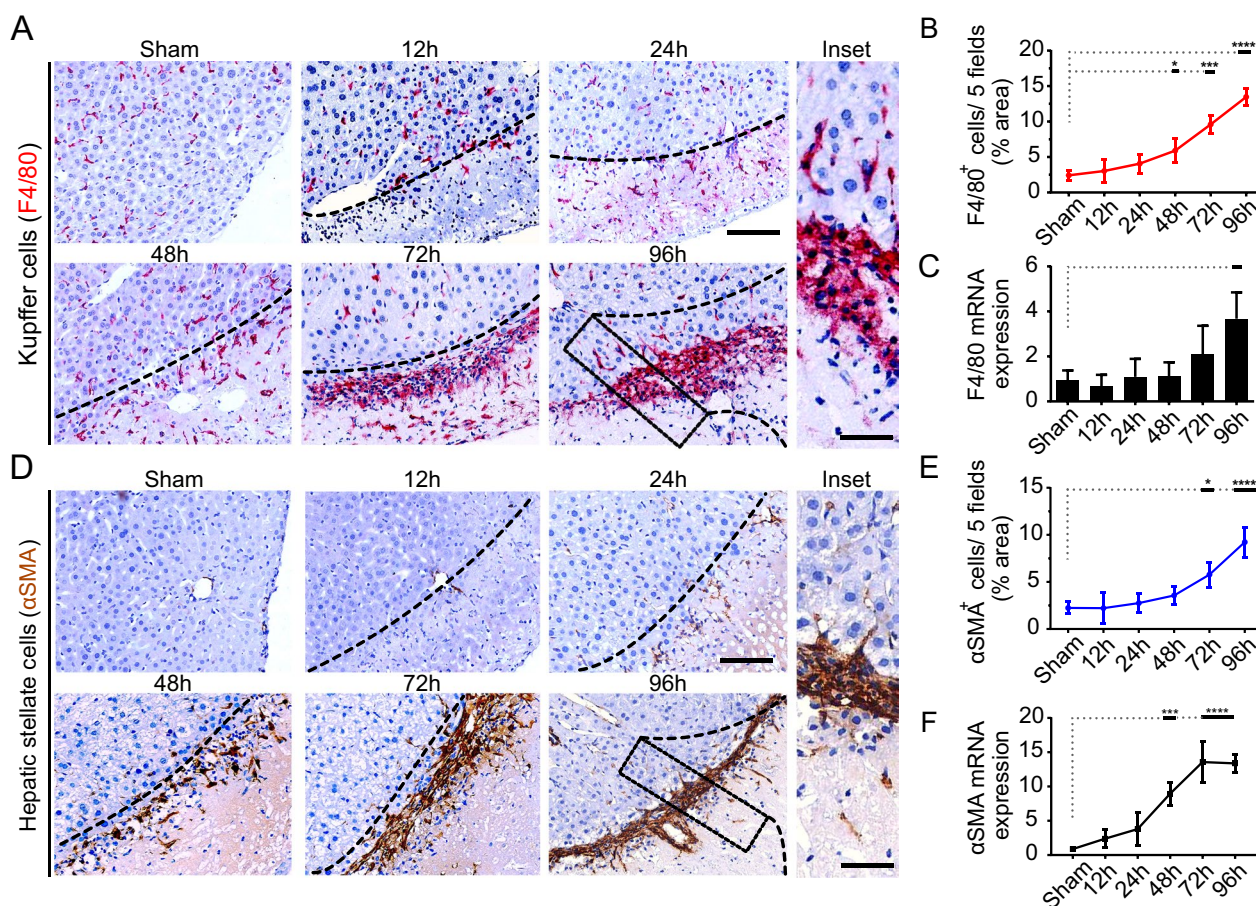 A
Sham
12h
24h
Inset
Kupffer cells (F4/80)
48h
72h
96h
B
F4/80+ cells/ 5 fields
(% area)
20
15
10
5
0
*
***
****
Sham
12h
24h
48h
72h
96h
C
F4/80 mRNA
expression
6
4
2
0
Sham
12h
24h
48h
72h
96h
D
Sham
12h
24h
Inset
Hepatic stellate cells (αSMA)
48h
72h
96h
E
αSMA+ cells/ 5 fields
(% area)
15
10
5
0
*
****
Sham
12h
24h
48h
72h
96h
F
αSMA mRNA
expression
20
15
10
5
0
***
****
Sham
12h
24h
48h
72h
96h